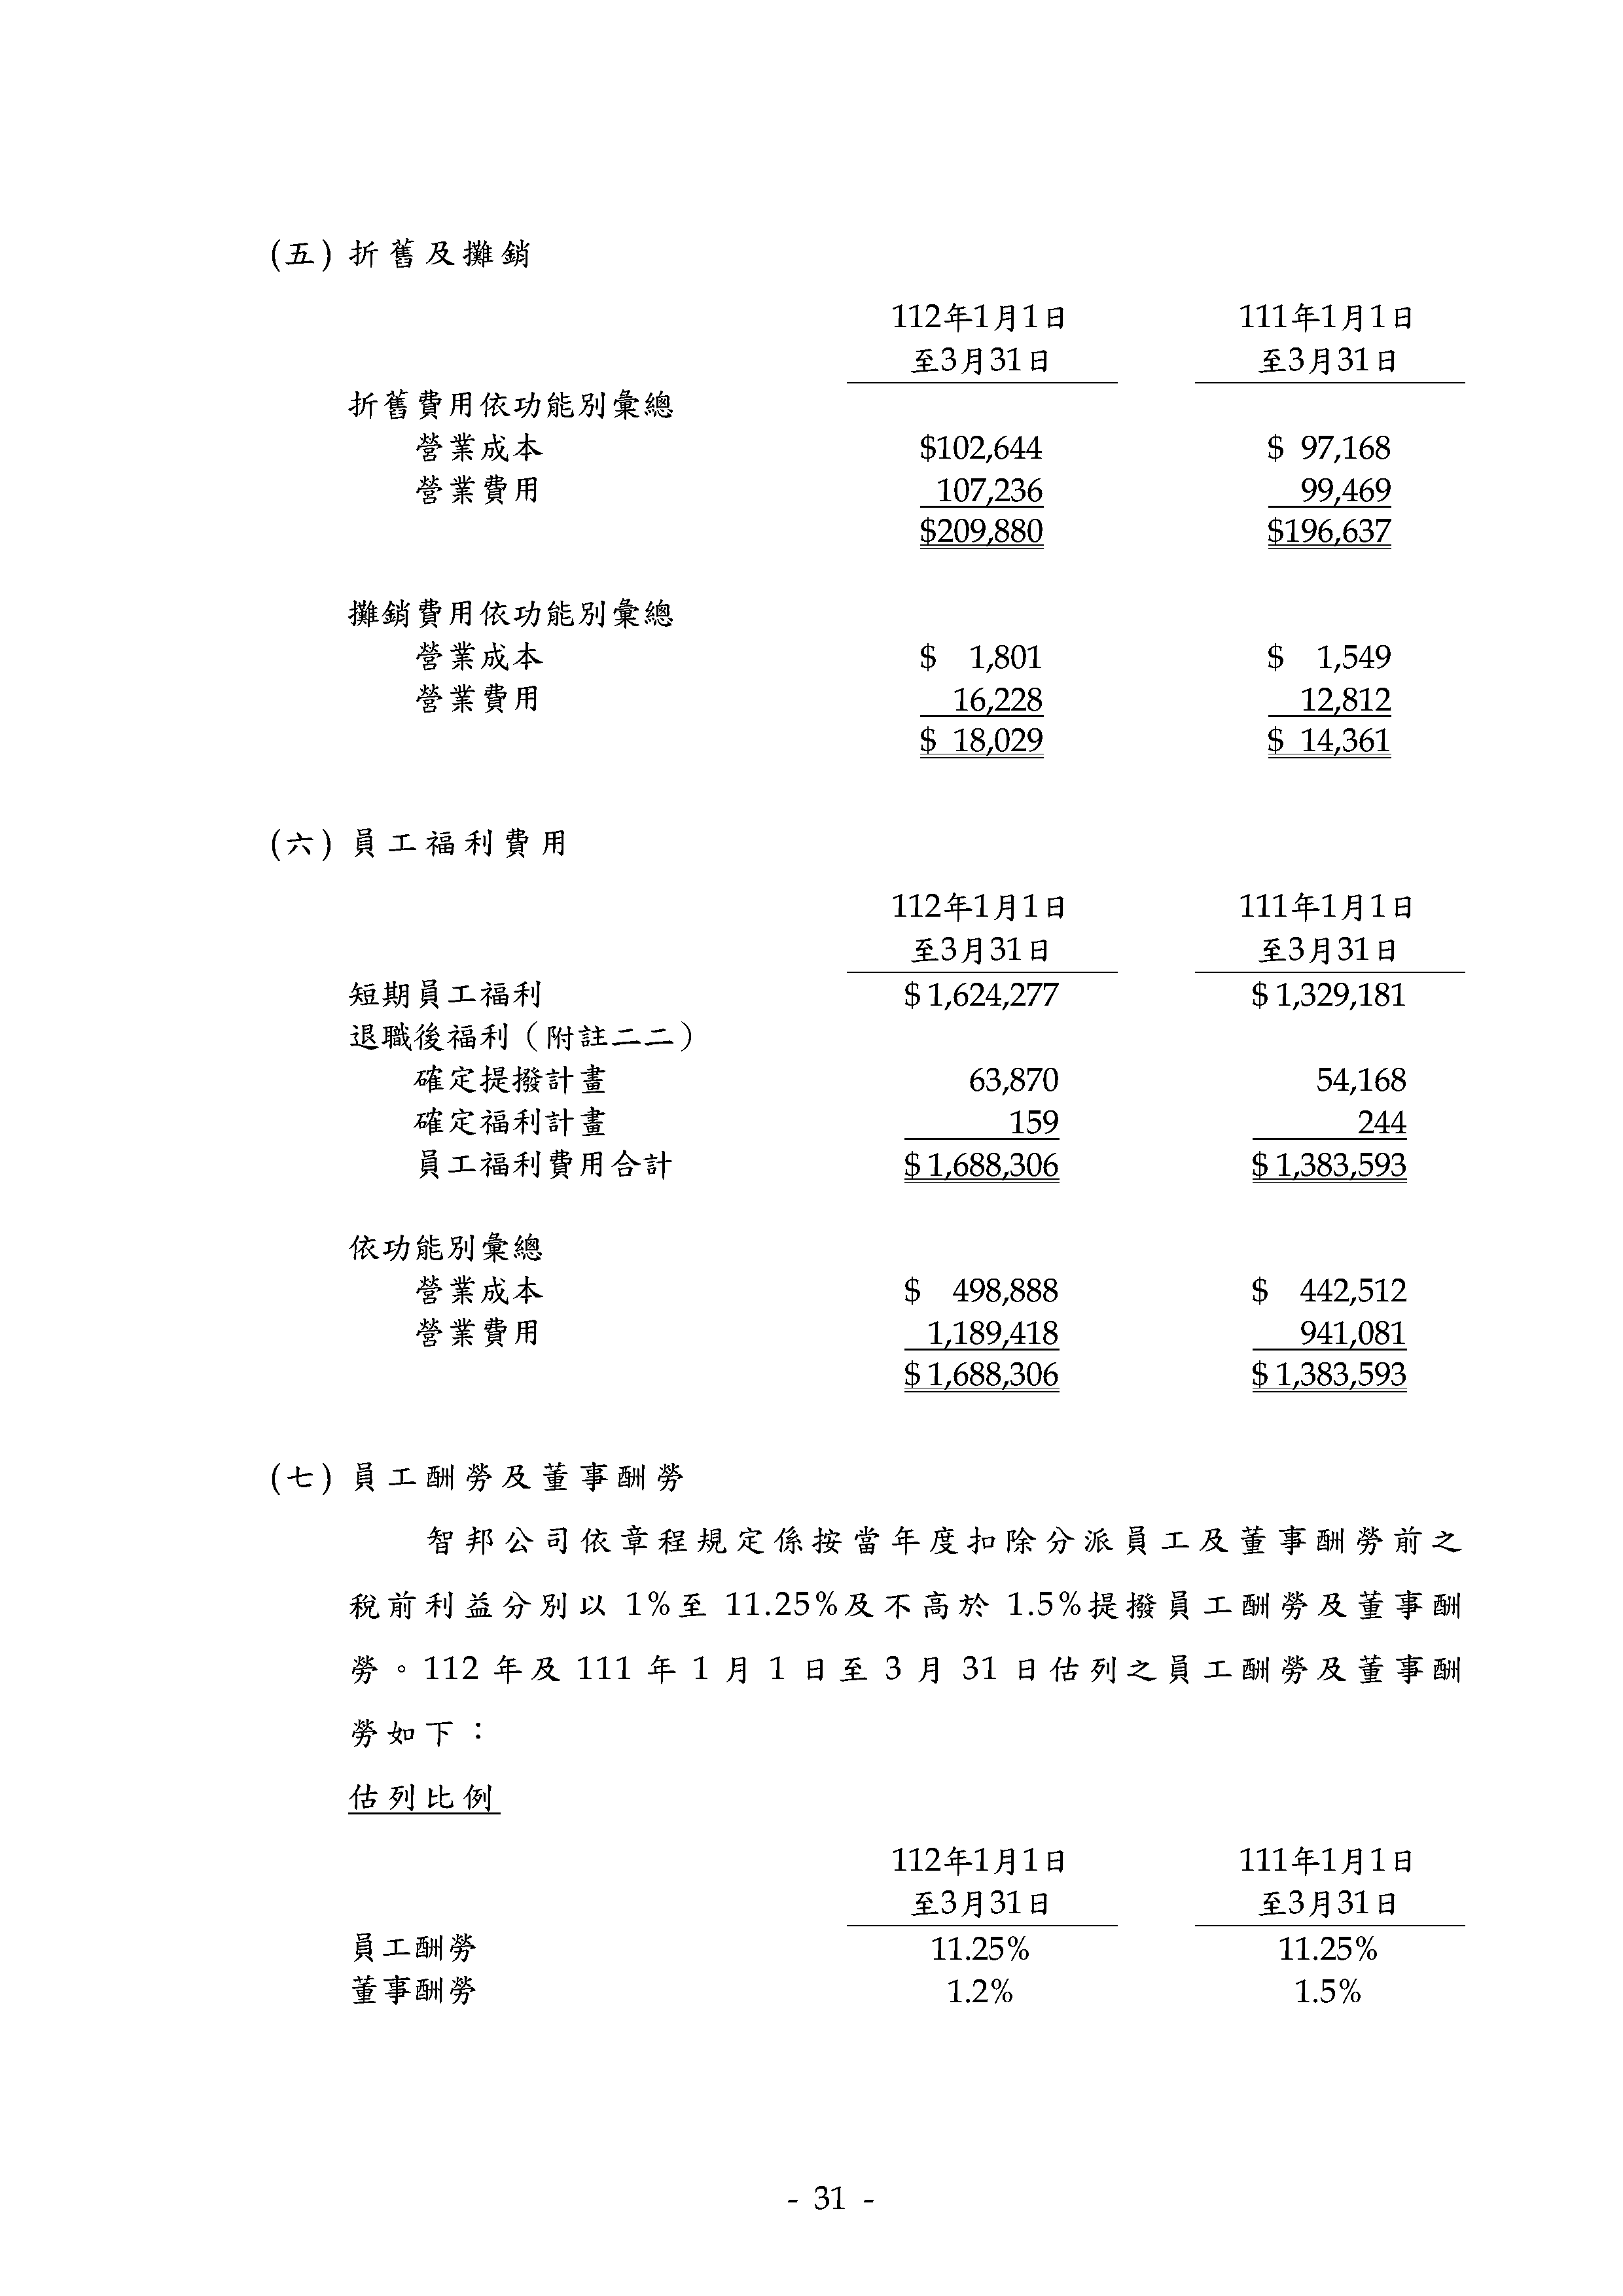 (五) 折舊及攤銷
112年1月1日 111年1月1日
至3月31日 至3月31日
折舊費用依功能別彙總
營業成本 $102,644 $ 97,168
營業費用 107,236 99,469
$209,880 $196,637
攤銷費用依功能別彙總
營業成本 $ 1,801 $ 1,549
營業費用 16,228 12,812
$ 18,029 $ 14,361
(六) 員工福利費用
112年1月1日 111年1月1日
至3月31日 至3月31日
短期員工福利 $ 1,624,277 $ 1,329,181
退職後福利（附註二二）
確定提撥計畫 63,870 54,168
確定福利計畫 159 244
員工福利費用合計 $ 1,688,306 $ 1,383,593
依功能別彙總
營業成本 $ 498,888 $ 442,512
營業費用 1,189,418 941,081
$ 1,688,306 $ 1,383,593
(七) 員工酬勞及董事酬勞
智邦公司依章程規定係按當年度扣除分派員工及董事酬勞前之
稅前利益分別以 1%至 11.25%及不高於 1.5%提撥員工酬勞及董事酬
勞。112 年及 111 年 1 月 1 日至 3 月 31 日估列之員工酬勞及董事酬
勞如下：
估列比例
112年1月1日 111年1月1日
至3月31日 至3月31日
員工酬勞 11.25% 11.25%
董事酬勞 1.2% 1.5%
- 31 -